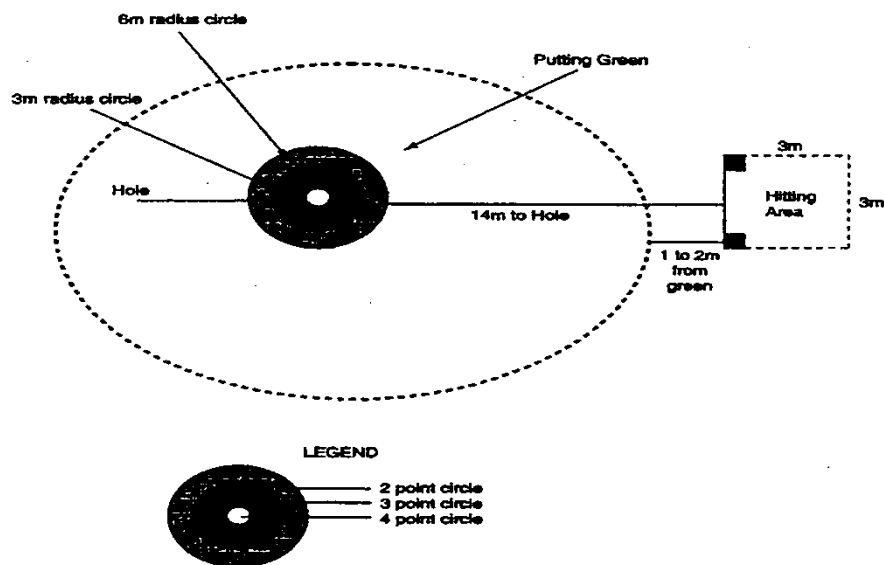 6m radius circle
Putting Green
3m radius circle
3m
Hole
Hitting
Area
3m
14m to Hole
1 to 2m
from
green
LEGEND
2 point circle
3 point circle
4 point circle